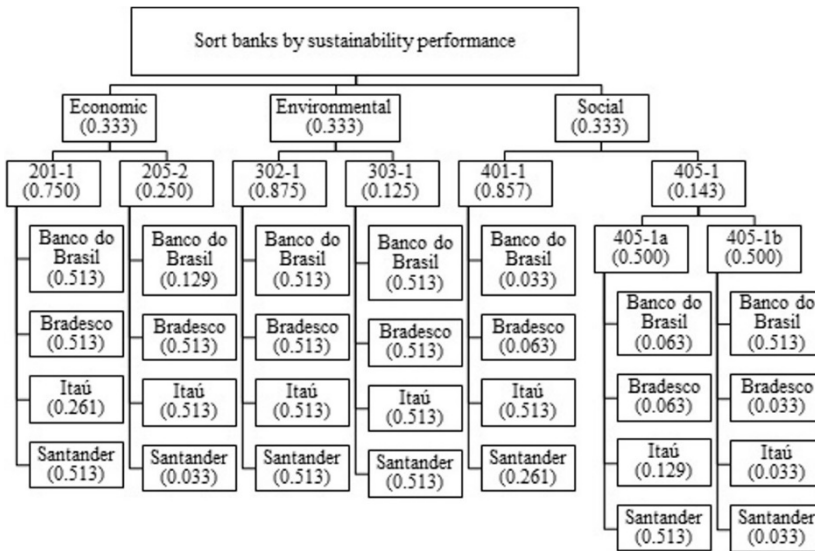 Sort banks by sustainability performance
Economic
(0.333)
Environmental
(0.333)
Social
(0.333)
201-1
(0.750)
205-2
(0.250)
302-1
(0.875)
303-1
(0.125)
401-1
(0.857)
405-1
(0.143)
405-1a
(0.500)
405-1b
(0.500)
Banco do
Brasil
(0.513)
Bradesco
(0.513)
Itaú
(0.261)
Santander
(0.513)
Banco do
Brasil
(0.129)
Bradesco
(0.513)
Itaú
(0.513)
Santander
(0.033)
Banco do
Brasil
(0.513)
Bradesco
(0.513)
Itaú
(0.513)
Santander
(0.513)
Banco do
Brasil
(0.513)
Bradesco
(0.513)
Itaú
(0.513)
Santander
(0.513)
Banco do
Brasil
(0.033)
Bradesco
(0.063)
Itaú
(0.513)
Santander
(0.261)
Banco do
Brasil
(0.063)
Bradesco
(0.063)
Itaú
(0.129)
Santander
(0.513)
Banco do
Brasil
(0.513)
Bradesco
(0.033)
Itaú
(0.033)
Santander
(0.033)